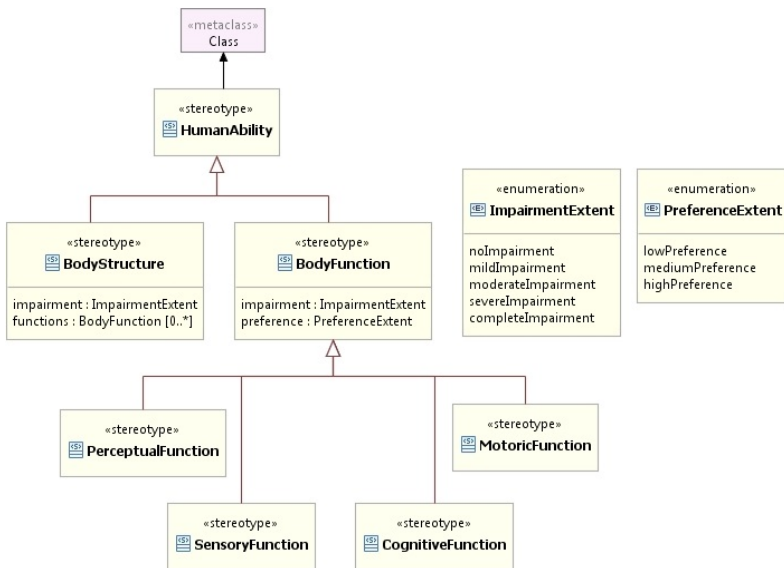 «metaclass»
Class
«stereotype»
HumanAbility
«stereotype»
BodyStructure
impairment : ImpairmentExtent
functions : BodyFunction [0..*]
«stereotype»
BodyFunction
impairment : ImpairmentExtent
preference : PreferenceExtent
«enumeration»
ImpairmentExtent
noImpairment
mildImpairment
moderateImpairment
severeImpairment
completeImpairment
«enumeration»
PreferenceExtent
lowPreference
mediumPreference
highPreference
«stereotype»
PerceptualFunction
«stereotype»
MotoricFunction
«stereotype»
SensoryFunction
«stereotype»
CognitiveFunction